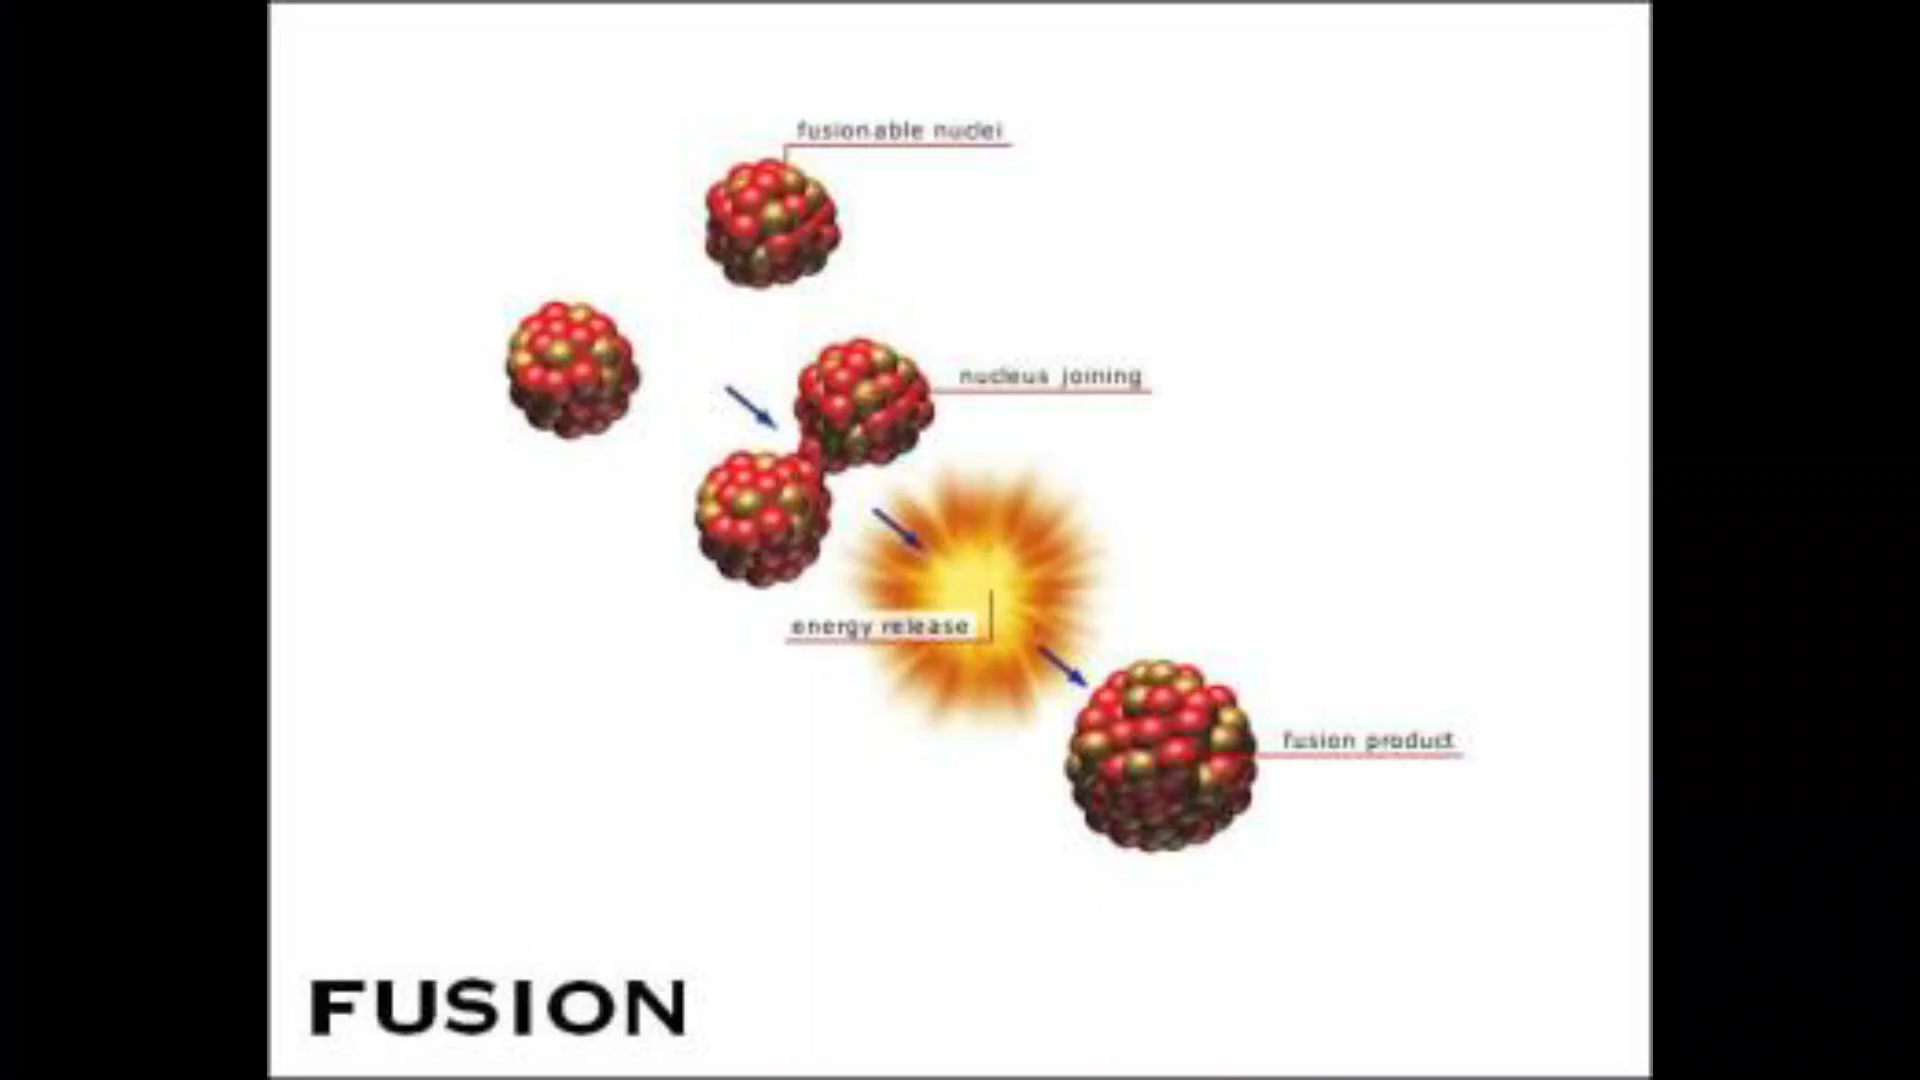 fusionable nuclei
nucleus joining
energy release
fusion product
FUSION